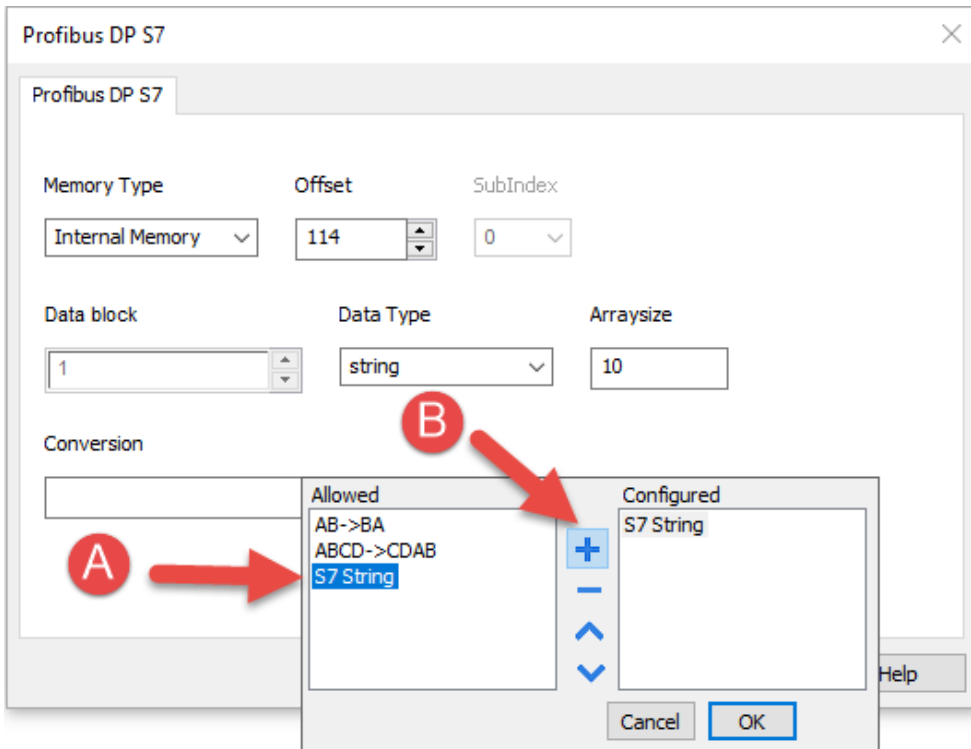 Profibus DP S7
Profibus DP S7
Memory Type Offset SubIndex
Internal Memory 114 0
Data block Data Type Arraysize
1 string 10
B
Conversion
Allowed Configured
AB->BA S7 String
ABCD->CDAB
A
S7 String
Help
Cancel OK